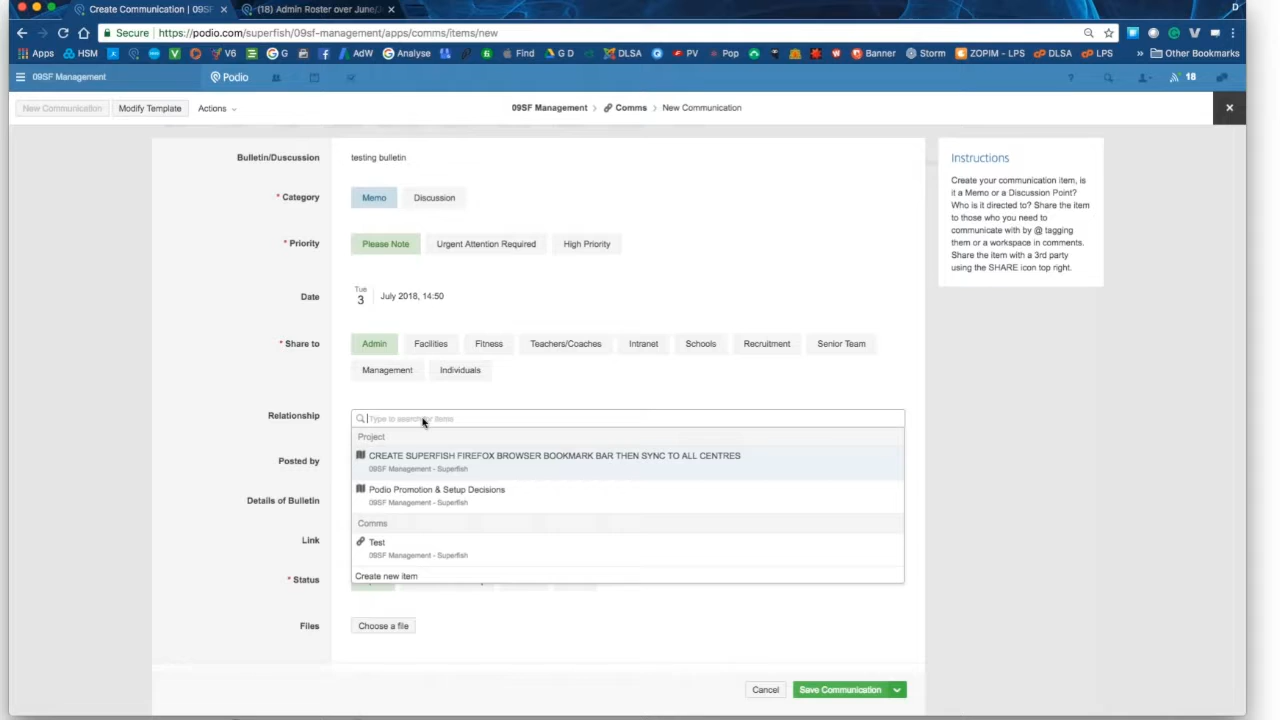 Create Communication | 09SF
(18) Admin Roster over June/
D
Secure
https://podio.com/superfish/09sf-management/apps/comms/items/new
Apps
HSM
V6
S
AdW
Analyse
Find
G D
DLSA
PV
Pop
Banner
Storm
ZOPIM - LPS
DLSA
LPS
»
Other Bookmarks
09SF Management
Podio
?
18
New Communication
Modify Template
Actions
09SF Management > Comms > New Communication
Bulletin/Duscussion
testing bulletin
* Category
Memo
Discussion
* Priority
Please Note
Urgent Attention Required
High Priority
Date
Tue
3
July 2018, 14:50
* Share to
Admin
Facilities
Fitness
Teachers/Coaches
Intranet
Schools
Recruitment
Senior Team
Management
Individuals
Relationship
Type to search for items
Project
CREATE SUPERFISH FIREFOX BROWSER BOOKMARK BAR THEN SYNC TO ALL CENTRES
09SF Management - Superfish
Podio Promotion & Setup Decisions
09SF Management - Superfish
Comms
Test
09SF Management - Superfish
Create new item
Posted by
Details of Bulletin
Link
* Status
Files
Choose a file
Cancel
Save Communication
Instructions
Create your communication item, is
it a Memo or a Discussion Point?
Who is it directed to? Share the item
to those who you need to
communicate with by @ tagging
them or a workspace in comments.
Share the item with a 3rd party
using the SHARE icon top right.